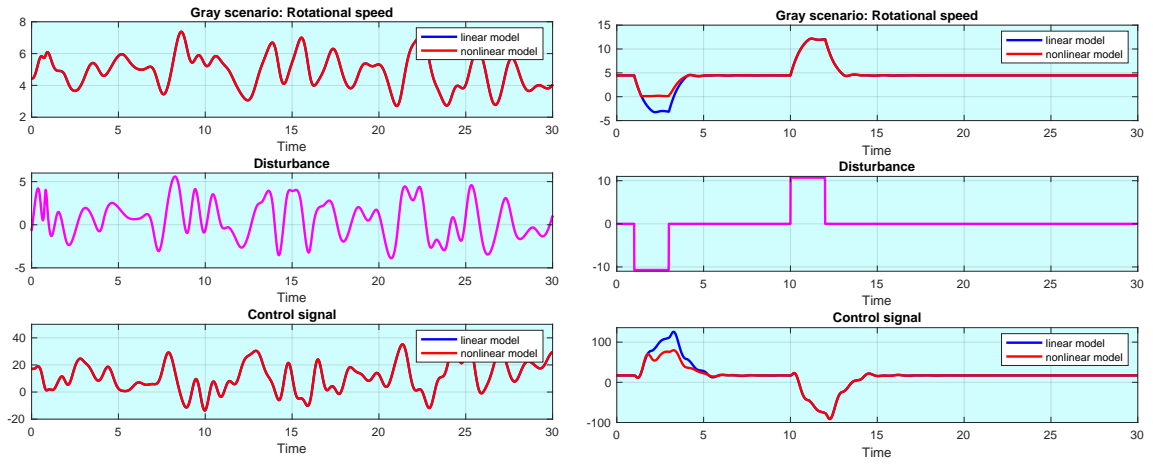 Gray scenario: Rotational speed
8
6
4
2
linear model
nonlinear model
0 5 10 15 20 25 30
Time
Disturbance
5
0
-5
0 5 10 15 20 25 30
Time
Control signal
40
20
0
-20
linear model
nonlinear model
0 5 10 15 20 25 30
Time
Gray scenario: Rotational speed
15
10
5
0
-5
linear model
nonlinear model
0 5 10 15 20 25 30
Time
Disturbance
10
0
-10
0 5 10 15 20 25 30
Time
Control signal
100
0
-100
linear model
nonlinear model
0 5 10 15 20 25 30
Time